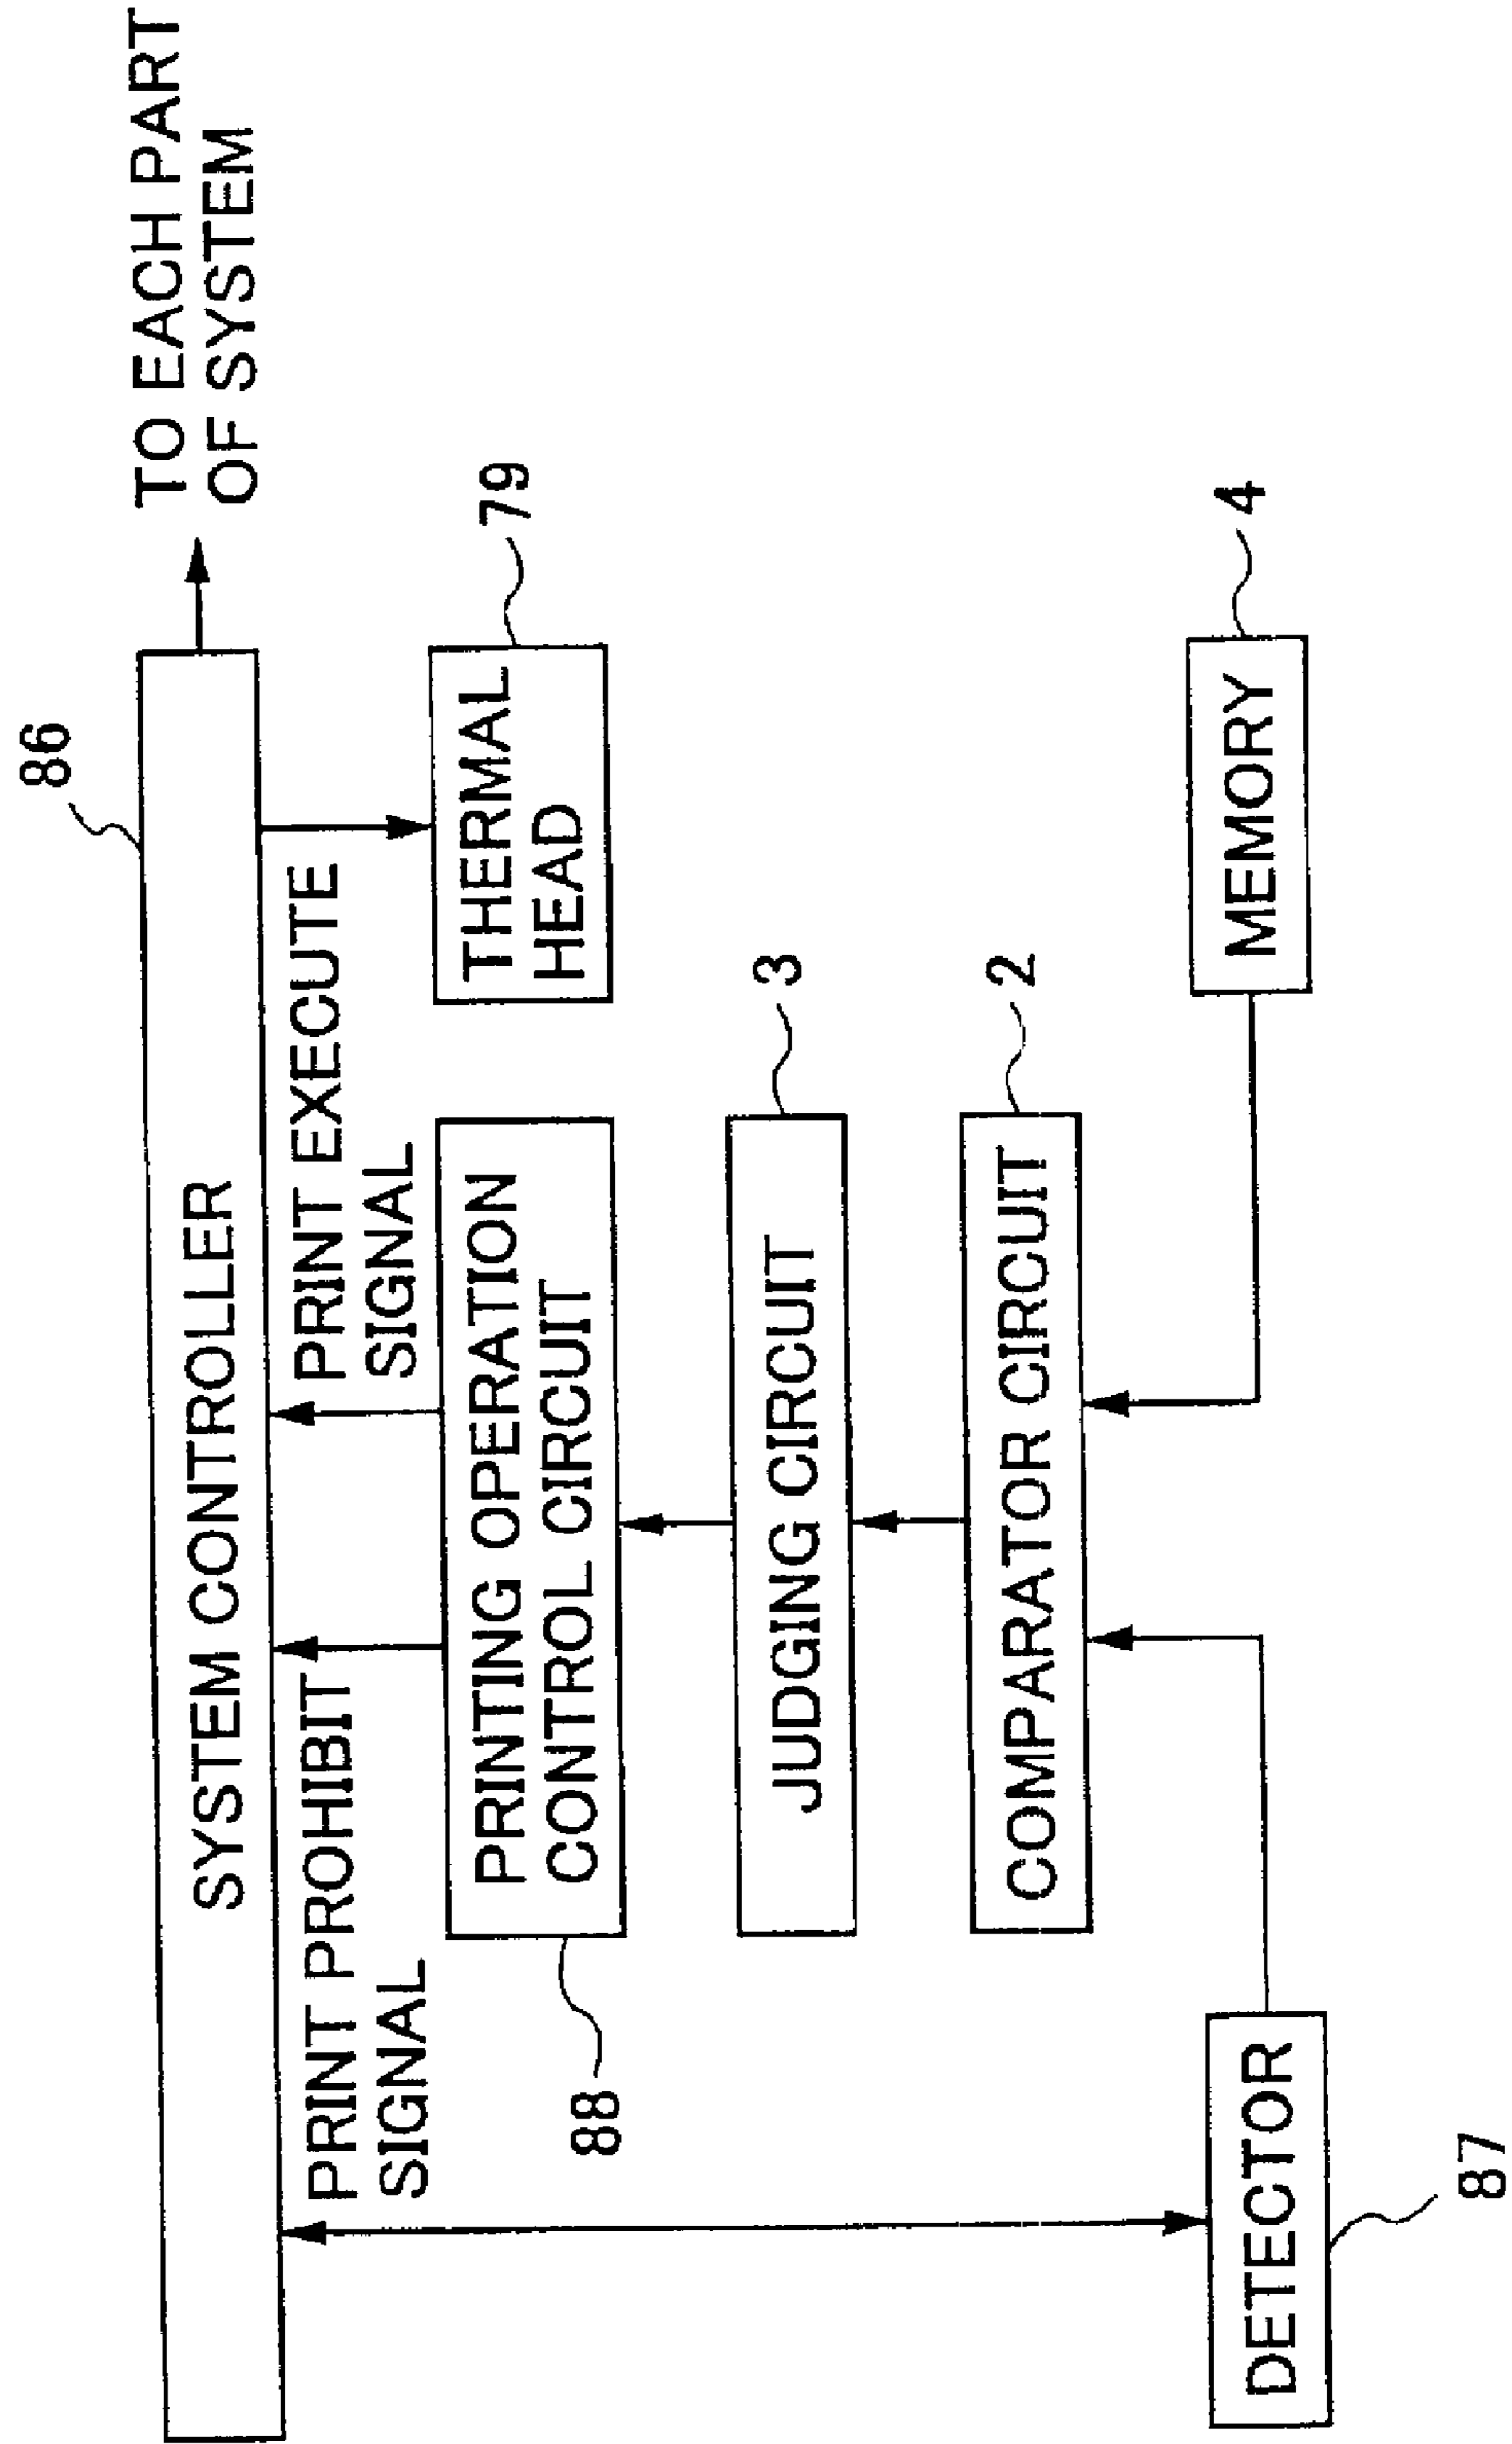 86
SYSTEM CONTROLLER
TO EACH PART
OF SYSTEM
PRINT PROHIBIT
SIGNAL
PRINT EXECUTE
SIGNAL
PRINTING OPERATION
CONTROL CIRCUIT
88
THERMAL
HEAD
79
JUDGING CIRCUIT
3
COMPARATOR CIRCUIT
2
DETECTOR
87
MEMORY
4